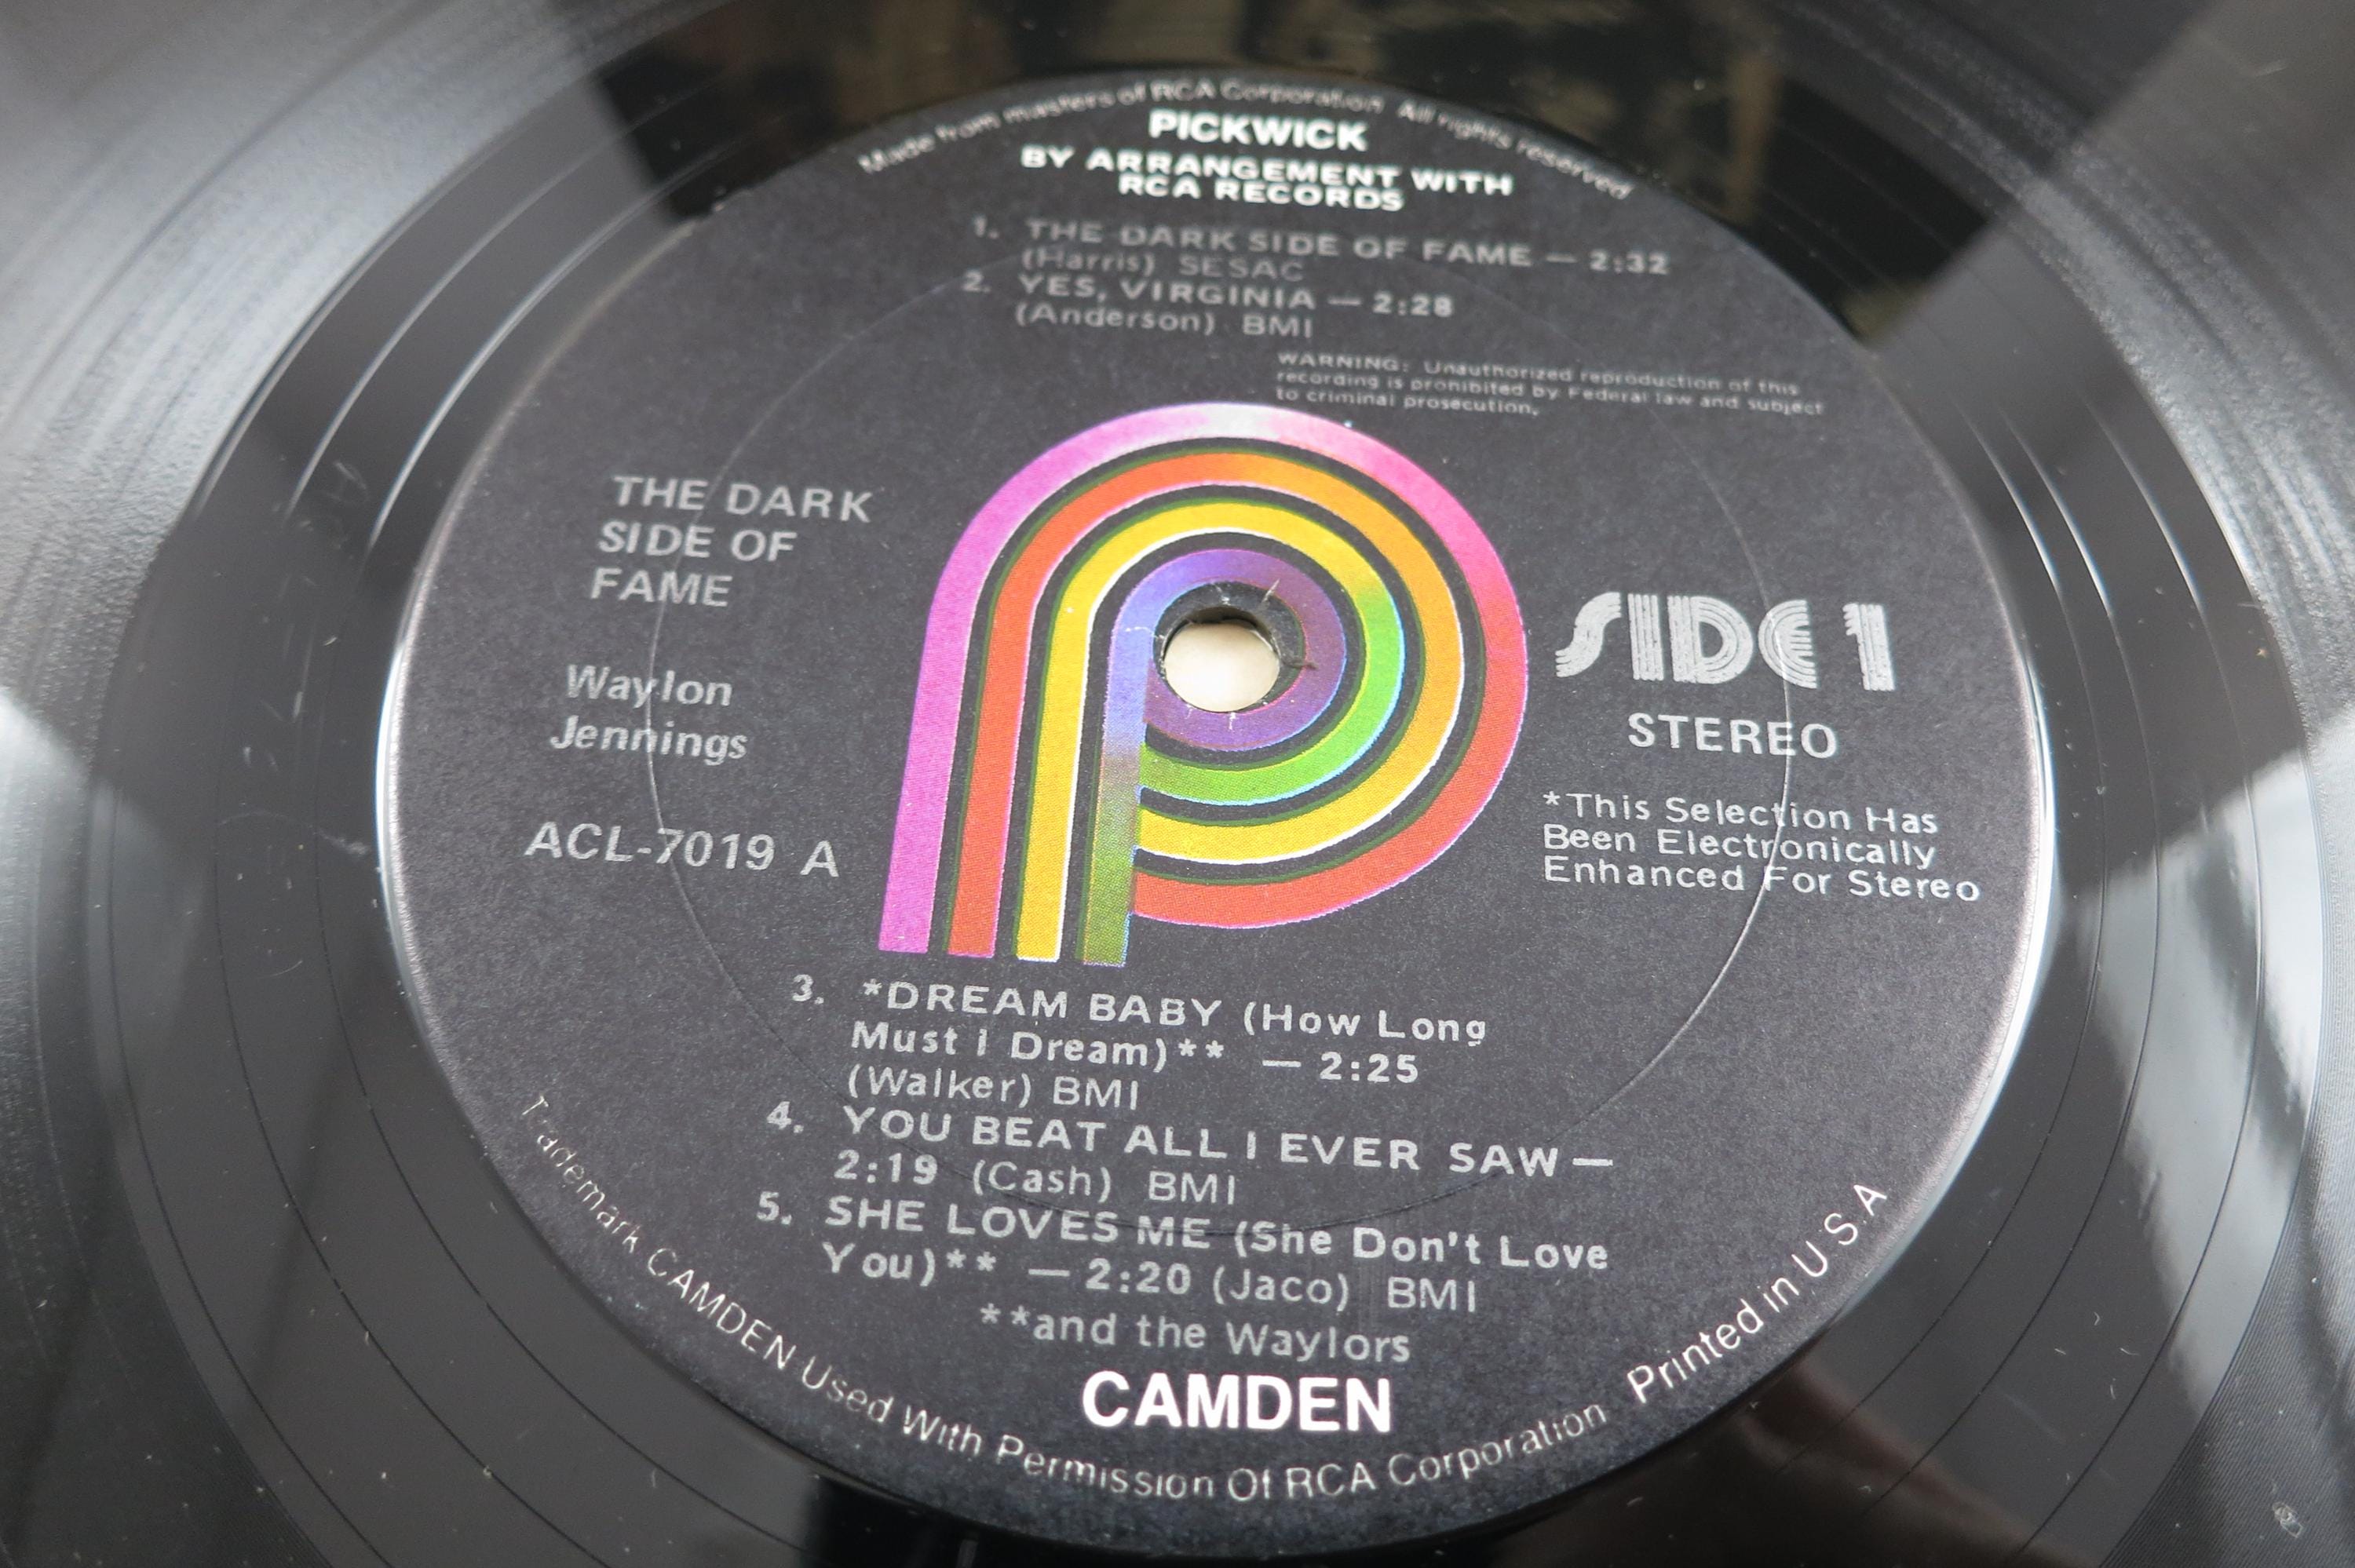 Made from masters of RCA Corporation All rights reserved
PICKWICK
BY ARRANGEMENT WITH
RCA RECORDS
1. THE DARK SIDE OF FAME — 2:32
(Harris) SESAC
2. YES, VIRGINIA — 2:28
(Anderson) BMI
WARNING: Unauthorized reproduction of this
recording is prohibited by Federal law and subject
to criminal prosecution.
THE DARK
SIDE OF
FAME
Waylon
Jennings
ACL-7019 A
SIDE 1
STEREO
*This Selection Has
Been Electronically
Enhanced For Stereo
3. *DREAM BABY (How Long
Must I Dream)** — 2:25
(Walker) BMI
4. YOU BEAT ALL I EVER SAW—
2:19 (Cash) BMI
5. SHE LOVES ME (She Don't Love
You)** — 2:20 (Jaco) BMI
**and the Waylors
CAMDEN
Trademark CAMDEN Used With Permission Of RCA Corporation Printed in U S.A